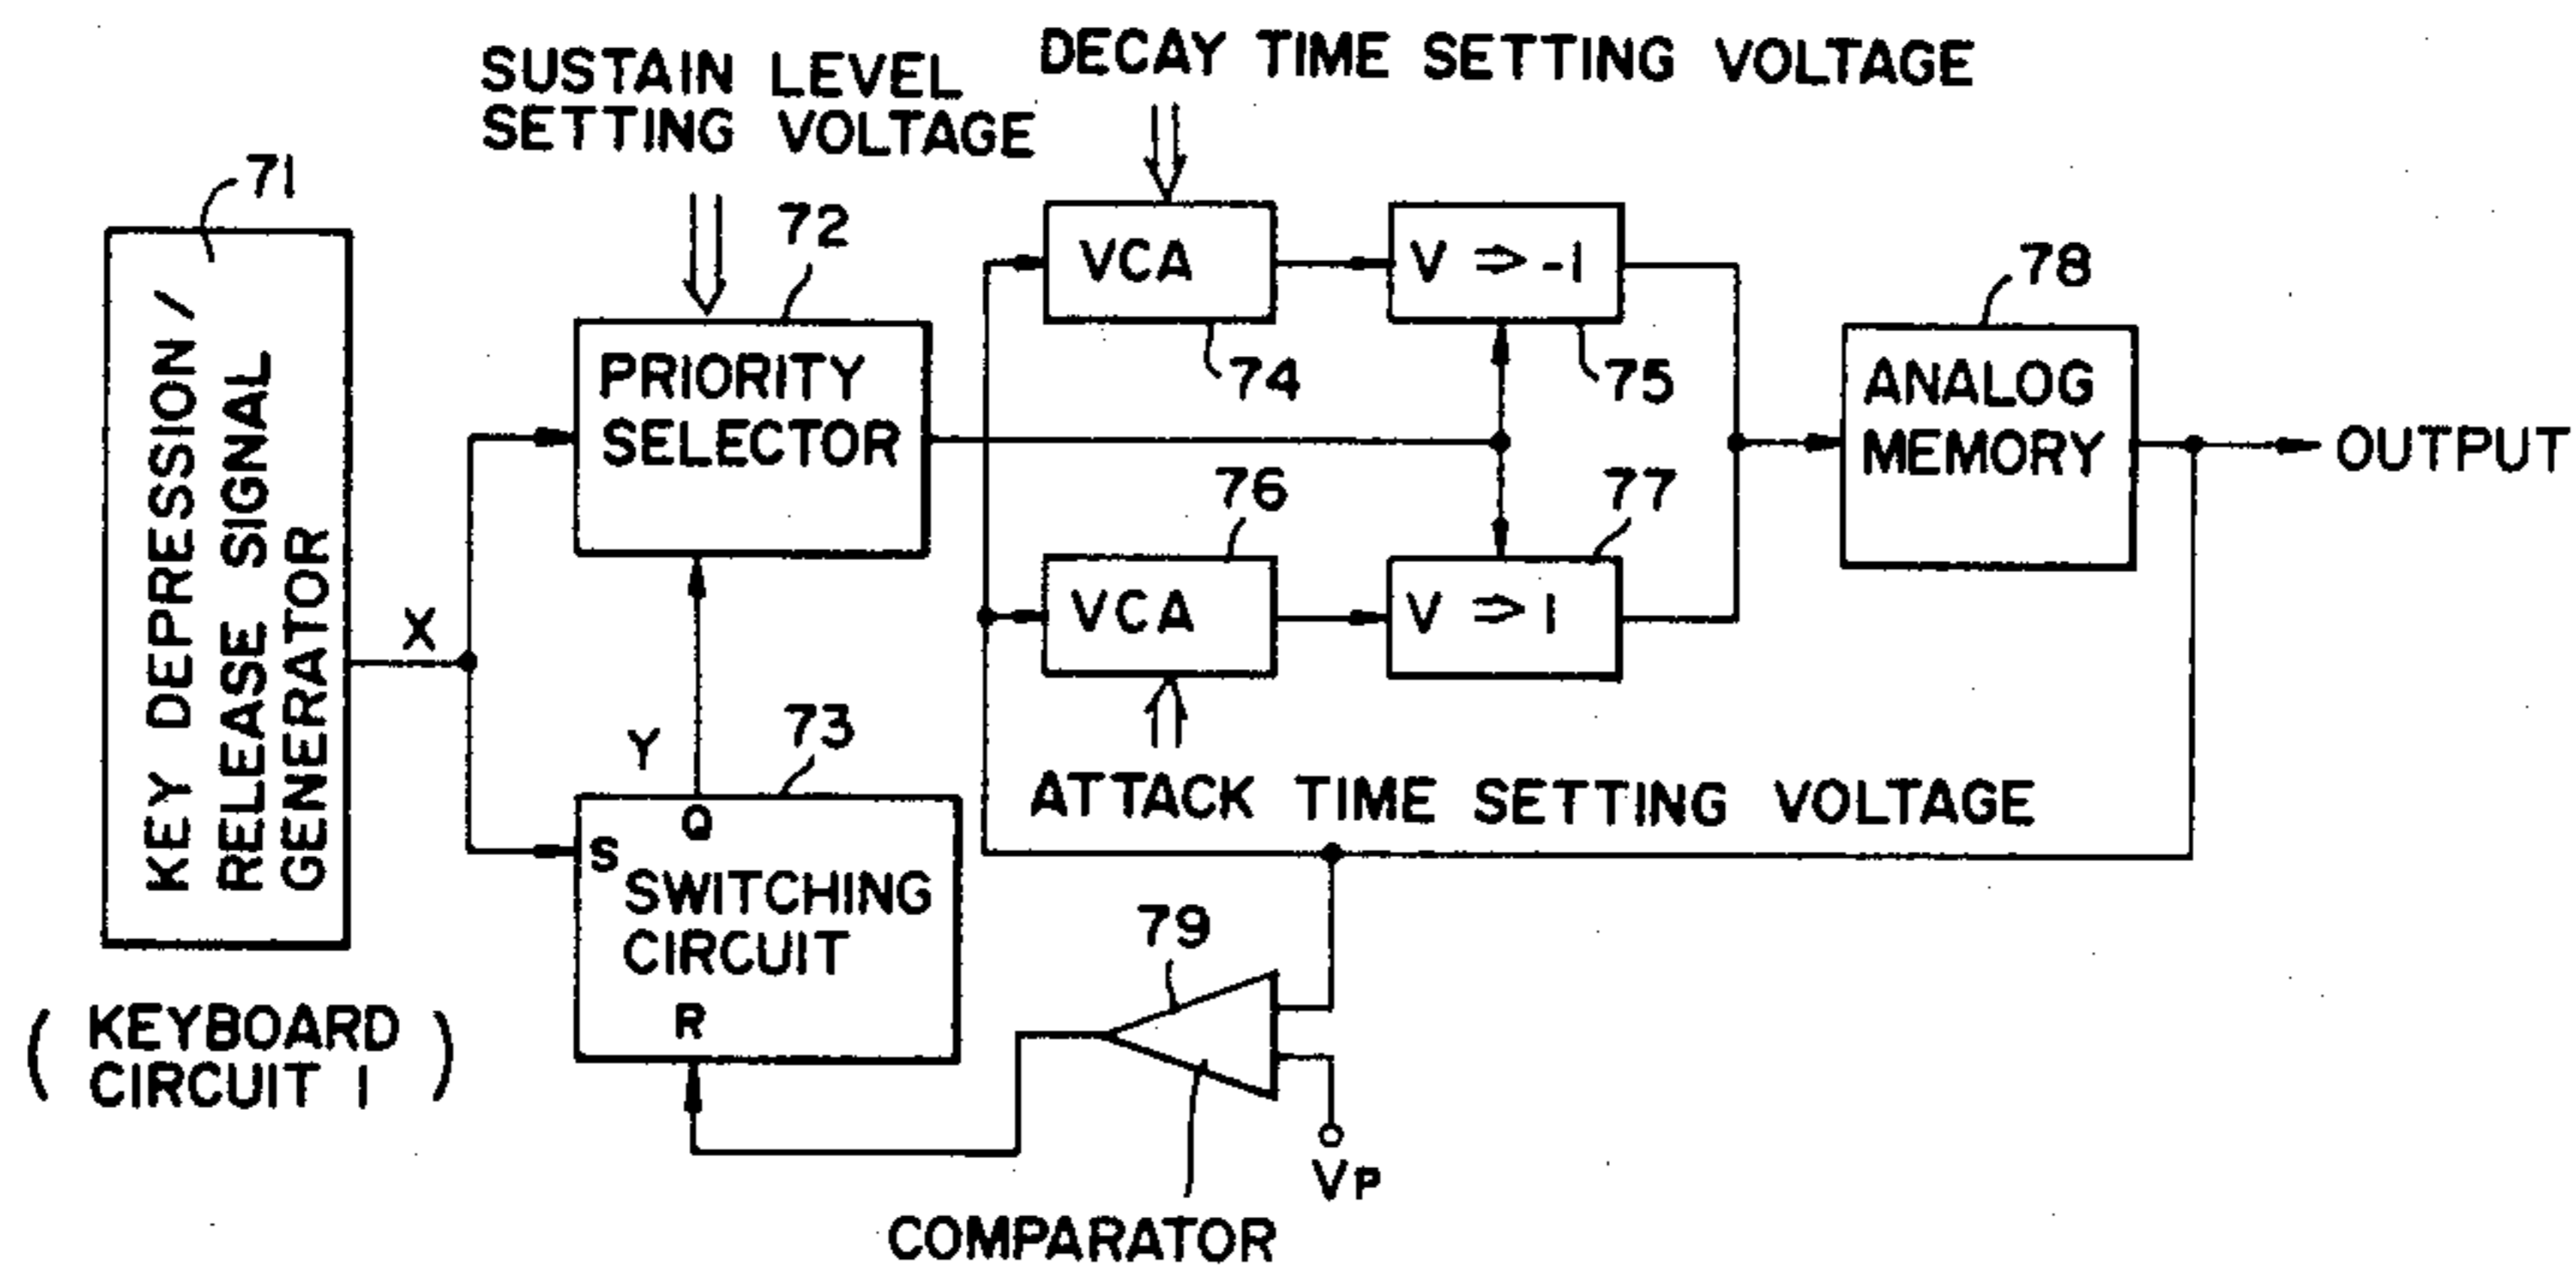 SUSTAIN LEVEL
SETTING VOLTAGE
DECAY TIME SETTING VOLTAGE
71
KEY DEPRESSION /
RELEASE SIGNAL
GENERATOR
( KEYBOARD
CIRCUIT 1 )
X
72
PRIORITY
SELECTOR
Y
73
Q
S
SWITCHING
CIRCUIT
R
VCA
74
V ⇒ -1
75
76
VCA
77
V ⇒ 1
ATTACK TIME SETTING VOLTAGE
78
ANALOG
MEMORY
OUTPUT
79
VP
COMPARATOR